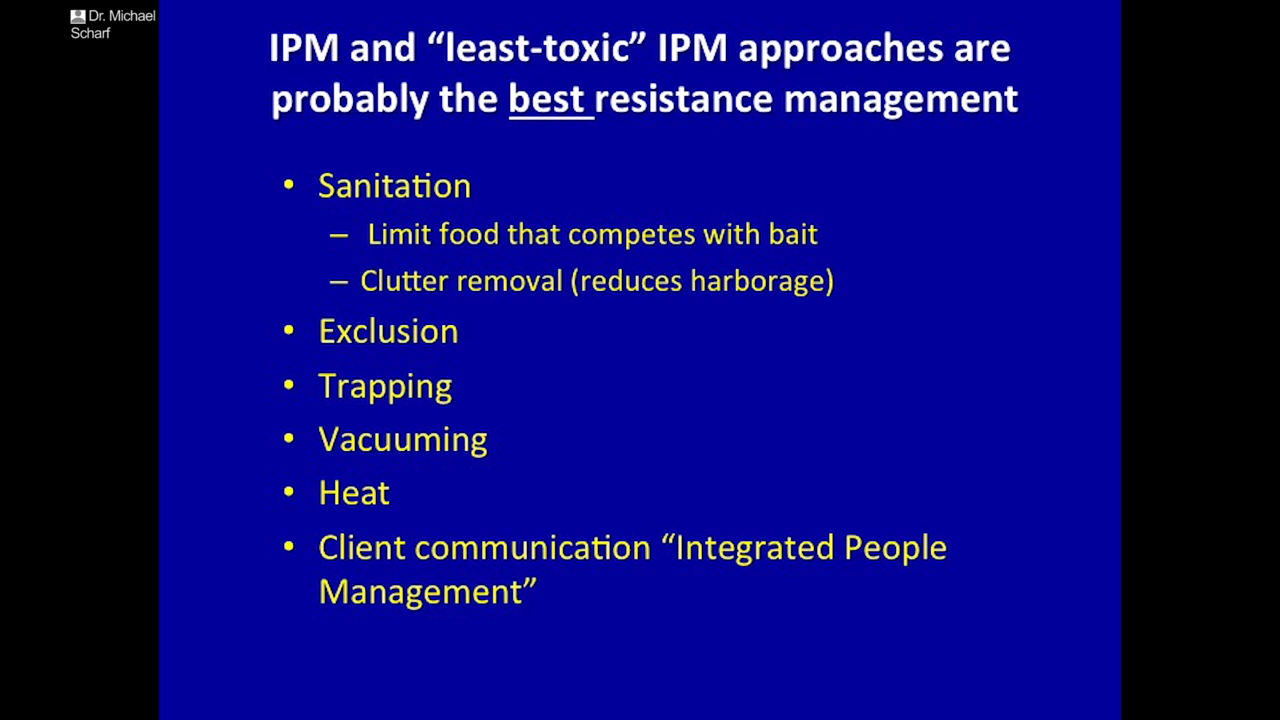 Dr. Michael
Scharf
IPM and “least-toxic” IPM approaches are
probably the best resistance management
• Sanitation
– Limit food that competes with bait
– Clutter removal (reduces harborage)
• Exclusion
• Trapping
• Vacuuming
• Heat
• Client communication “Integrated People
Management”